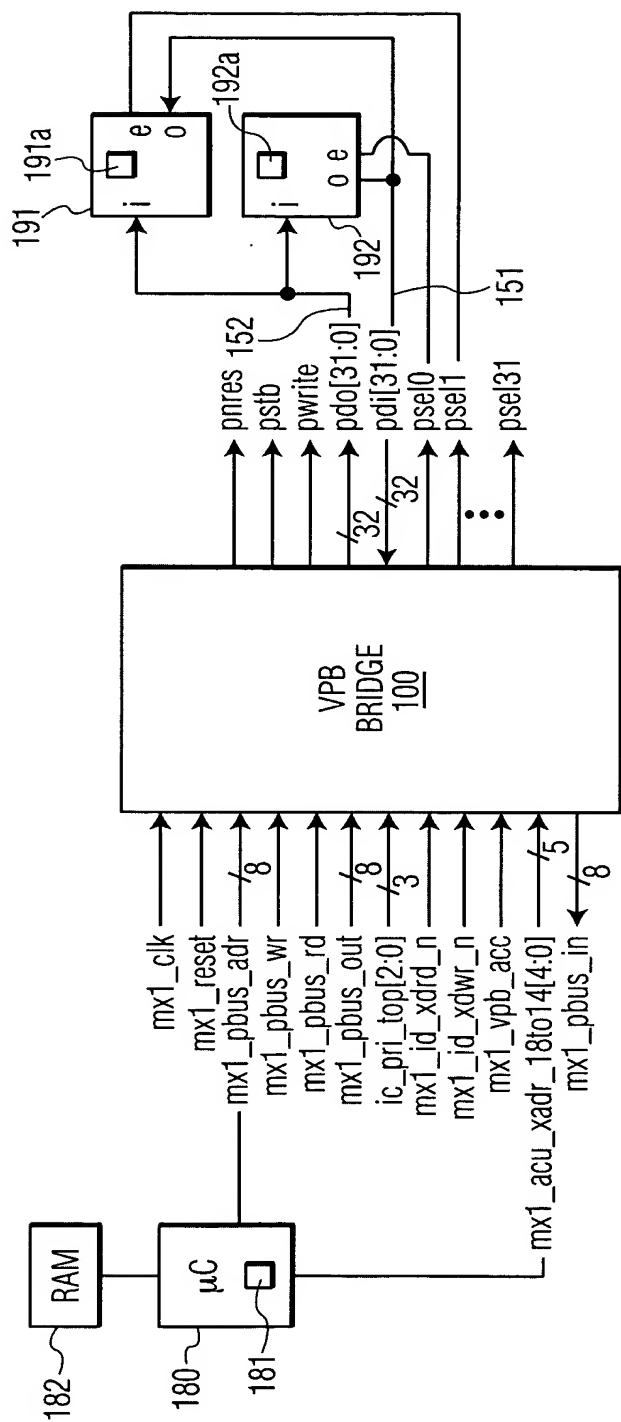 182
RAM
180
µC
181
mx1_clk
mx1_reset
mx1_pbus_adr
8
mx1_pbus_wr
mx1_pbus_rd
mx1_pbus_out
8
ic_pri_top[2:0]
3
mx1_id_xdrd_n
mx1_id_xdwr_n
mx1_vpb_acc
mx1_acu_xadr_18to14[4:0]
5
mx1_pbus_in
8
VPB
BRIDGE
100
pnres
pstb
pwrite
pdo[31:0]
32
pdi[31:0]
32
psel0
psel1
psel31
152
151
191
191a
i
e
o
192
192a
i
o e